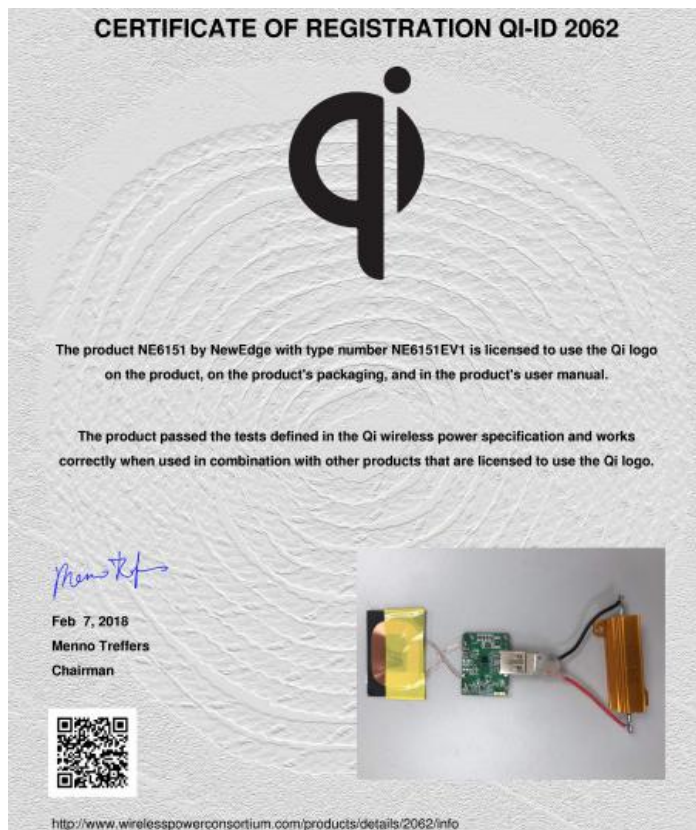 CERTIFICATE OF REGISTRATION QI-ID 2062
qi
The product NE6151 by NewEdge with type number NE6151EV1 is licensed to use the Qi logo
on the product, on the product's packaging, and in the product's user manual.
The product passed the tests defined in the Qi wireless power specification and works
correctly when used in combination with other products that are licensed to use the Qi logo.
Feb 7, 2018
Menno Treffers
Chairman
http://www.wirelesspowerconsortium.com/products/details/2062/info